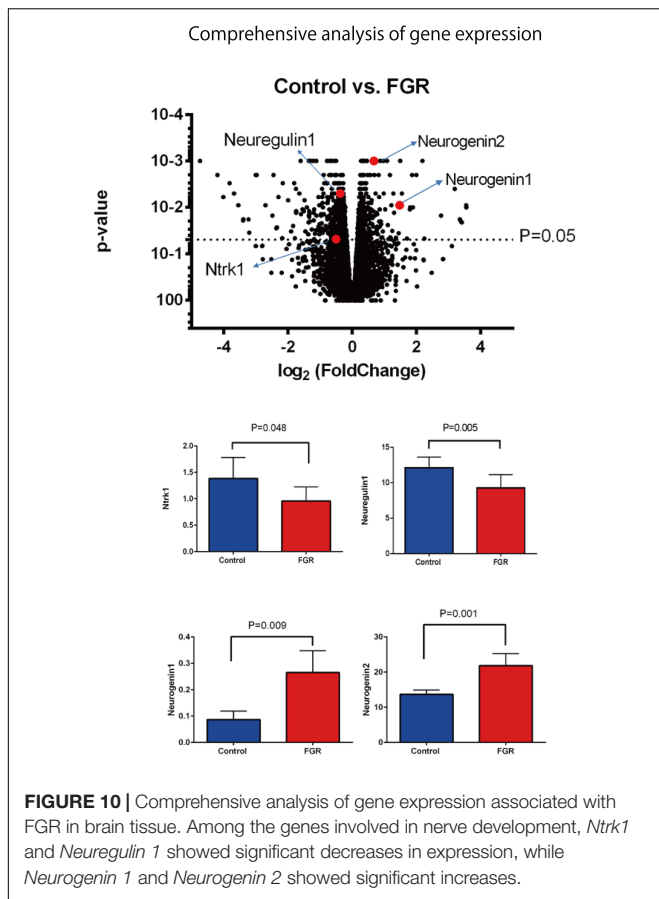 Comprehensive analysis of gene expression
Control vs. FGR
10-4
10-3
10-2
10-1
100
p-value
Neuregulin1
Neurogenin2
Neurogenin1
Ntrk1
P=0.05
-4 -2 0 2 4
log2 (FoldChange)
P=0.048
2.0
1.5
1.0
0.5
0.0
Ntrk1
Control FGR
P=0.005
15
10
5
0
Neuregulin1
Control FGR
P=0.009
0.4
0.3
0.2
0.1
0.0
Neurogenin1
Control FGR
P=0.001
30
20
10
0
Neurogenin2
Control FGR
FIGURE 10 | Comprehensive analysis of gene expression associated with
FGR in brain tissue. Among the genes involved in nerve development, Ntrk1
and Neuregulin 1 showed significant decreases in expression, while
Neurogenin 1 and Neurogenin 2 showed significant increases.